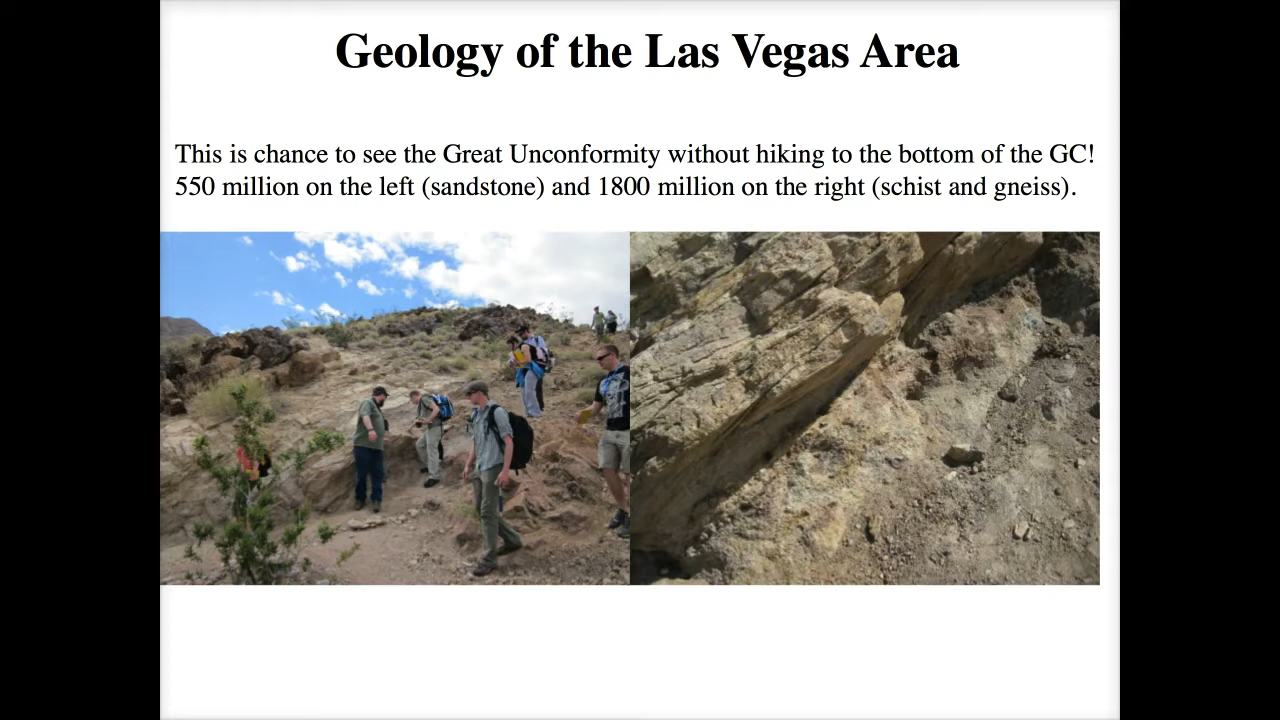 Geology of the Las Vegas Area
This is chance to see the Great Unconformity without hiking to the bottom of the GC!
550 million on the left (sandstone) and 1800 million on the right (schist and gneiss).